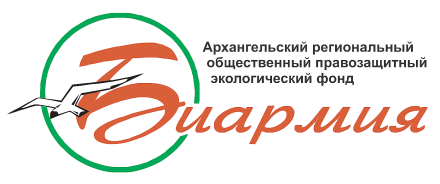 Архангельский региональный
общественный правозащитный
экологический фонд
Биармия